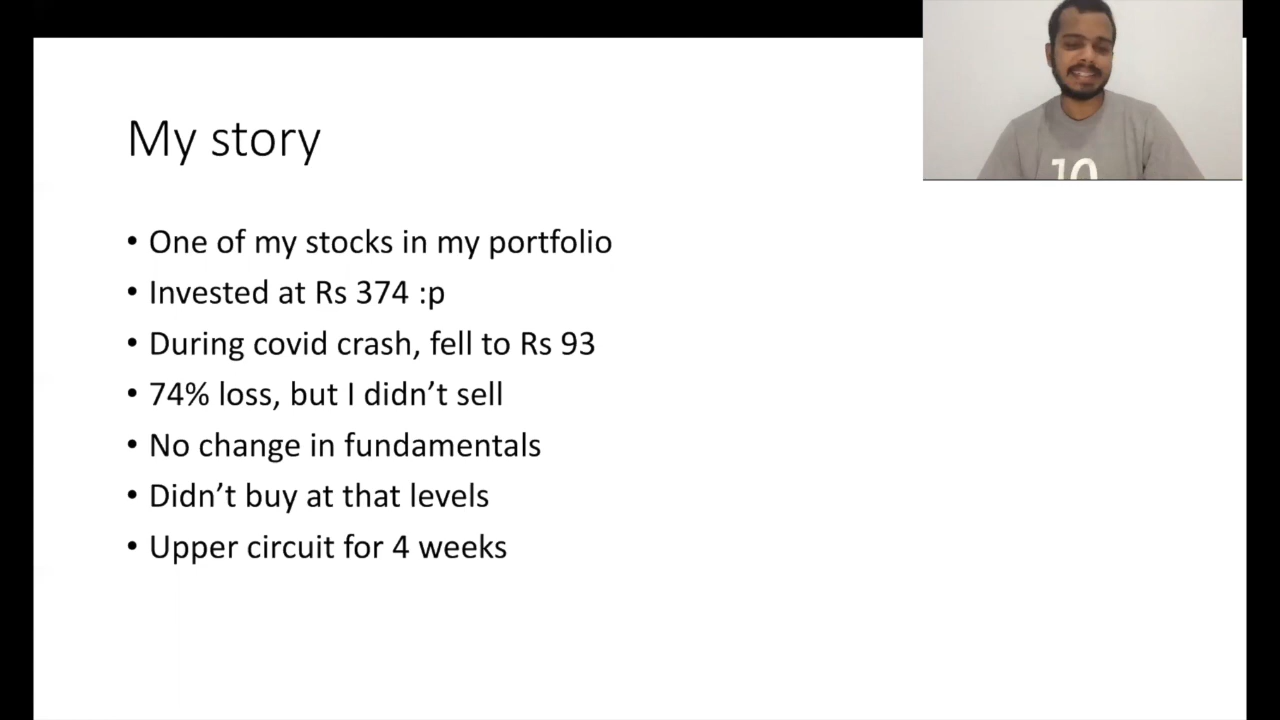 My story
• One of my stocks in my portfolio
• Invested at Rs 374 :p
• During covid crash, fell to Rs 93
• 74% loss, but I didn’t sell
• No change in fundamentals
• Didn’t buy at that levels
• Upper circuit for 4 weeks
10